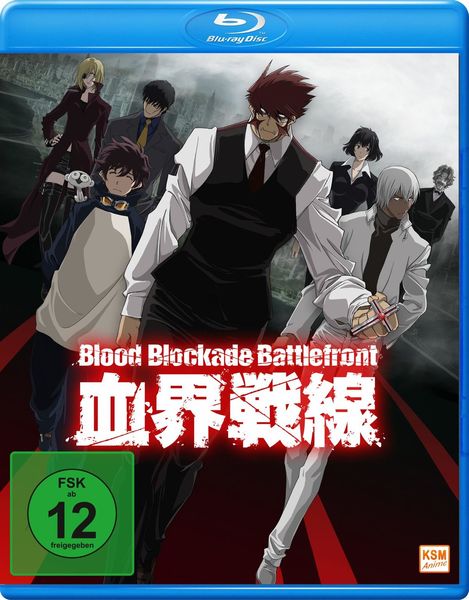 Blu-ray Disc
Blood Blockade Battlefront
血界戦線
FSK
ab
12
freigegeben
KSM
Anime